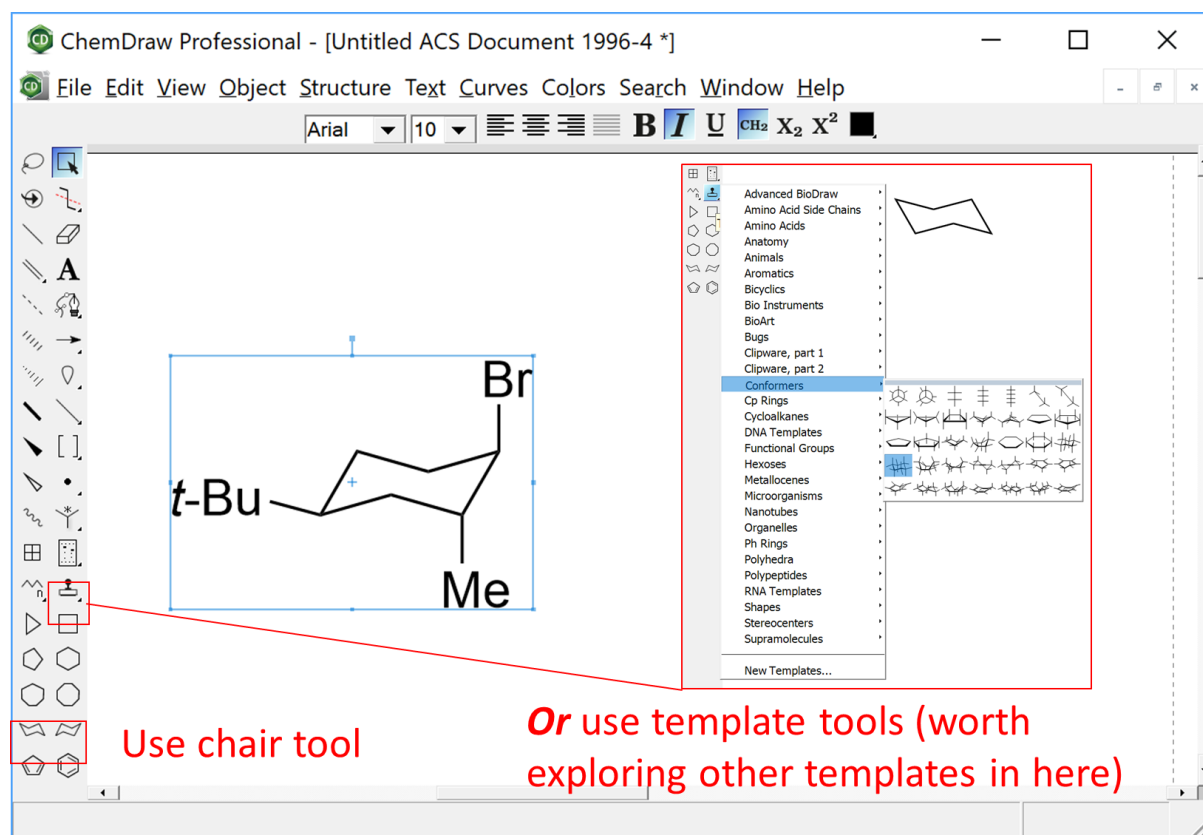 CD ChemDraw Professional - [Untitled ACS Document 1996-4 *]
CD File Edit View Object Structure Text Curves Colors Search Window Help
Arial 10 B I U CH₂ X₂ X²
A
n
Advanced BioDraw
Amino Acid Side Chains
Amino Acids
Anatomy
Animals
Aromatics
Bicyclics
Bio Instruments
BioArt
Bugs
Clipware, part 1
Clipware, part 2
Conformers
Cp Rings
Cycloalkanes
DNA Templates
Functional Groups
Hexoses
Metallocenes
Microorganisms
Nanotubes
Organelles
Ph Rings
Polyhedra
Polypeptides
RNA Templates
Shapes
Stereocenters
Supramolecules
New Templates...
Br
t-Bu
Me
Use chair tool
Or use template tools (worth
exploring other templates in here)